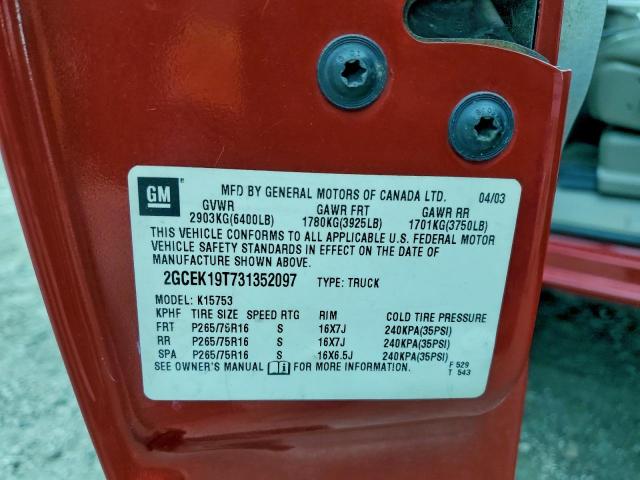 GM
MFD BY GENERAL MOTORS OF CANADA LTD. 04/03
GVWR GAWR FRT GAWR RR
2903KG(6400LB) 1780KG(3925LB) 1701KG(3750LB)
THIS VEHICLE CONFORMS TO ALL APPLICABLE U.S. FEDERAL MOTOR
VEHICLE SAFETY STANDARDS IN EFFECT ON THE DATE OF
MANUFACTURE SHOWN ABOVE.
2GCEK19T731352097 TYPE: TRUCK
MODEL: K15753
KPHF TIRE SIZE SPEED RTG RIM COLD TIRE PRESSURE
FRT P265/75R16 S 16X7J 240KPA(35PSI)
RR P265/75R16 S 16X7J 240KPA(35PSI)
SPA P265/75R16 S 16X6.5J 240KPA(35PSI)
SEE OWNER'S MANUAL FOR MORE INFORMATION.
F 529
T 543